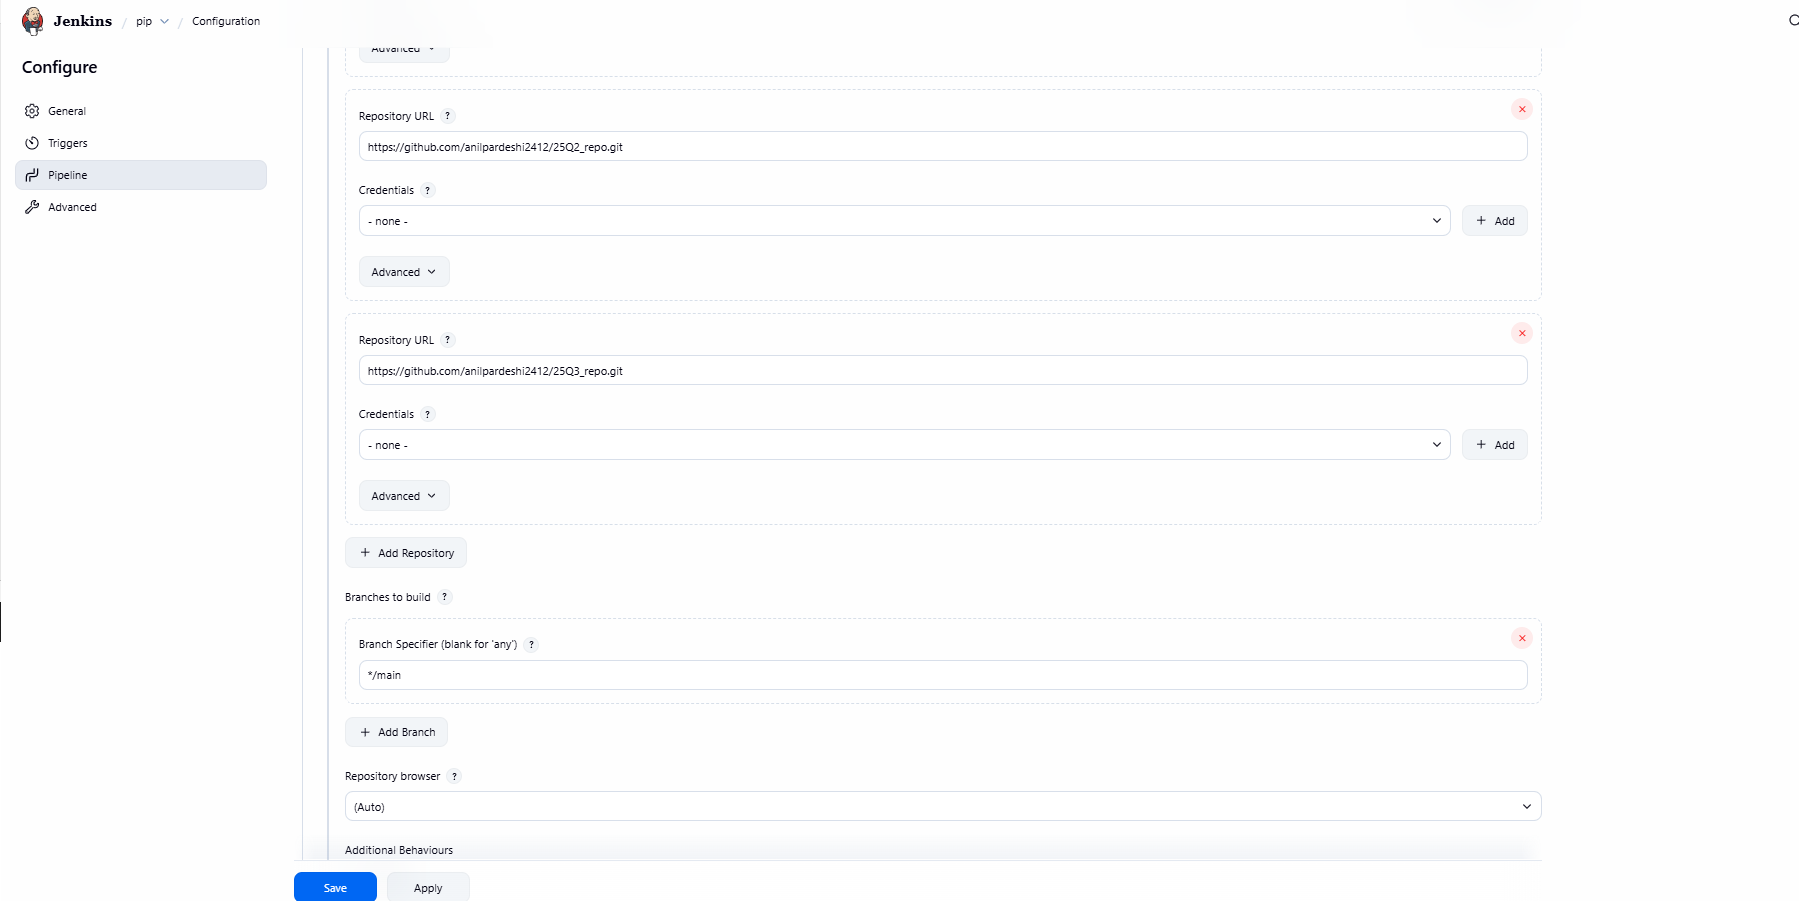 Jenkins / pip / Configuration
Configure
General
Triggers
Pipeline
Advanced
Advanced
Repository URL ?
https://github.com/anilpardeshi2412/25Q2_repo.git
Credentials ?
- none -
+ Add
Advanced
Repository URL ?
https://github.com/anilpardeshi2412/25Q3_repo.git
Credentials ?
- none -
+ Add
Advanced
+ Add Repository
Branches to build ?
Branch Specifier (blank for 'any') ?
*/main
+ Add Branch
Repository browser ?
(Auto)
Additional Behaviours
Save
Apply